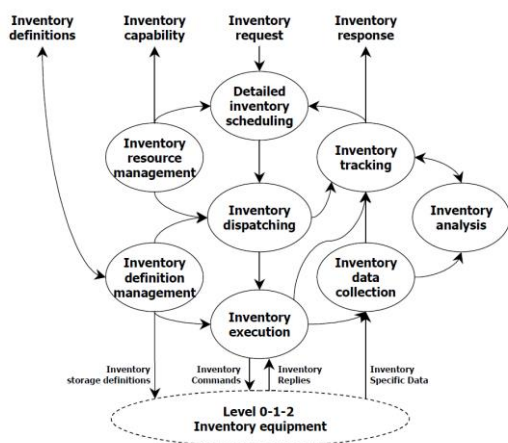 Inventory
definitions
Inventory
capability
Inventory
request
Inventory
response
Detailed
inventory
scheduling
Inventory
resource
management
Inventory
tracking
Inventory
dispatching
Inventory
analysis
Inventory
definition
management
Inventory
data
collection
Inventory
execution
Inventory
storage definitions
Inventory
Commands
Inventory
Replies
Inventory
Specific Data
Level 0-1-2
Inventory equipment